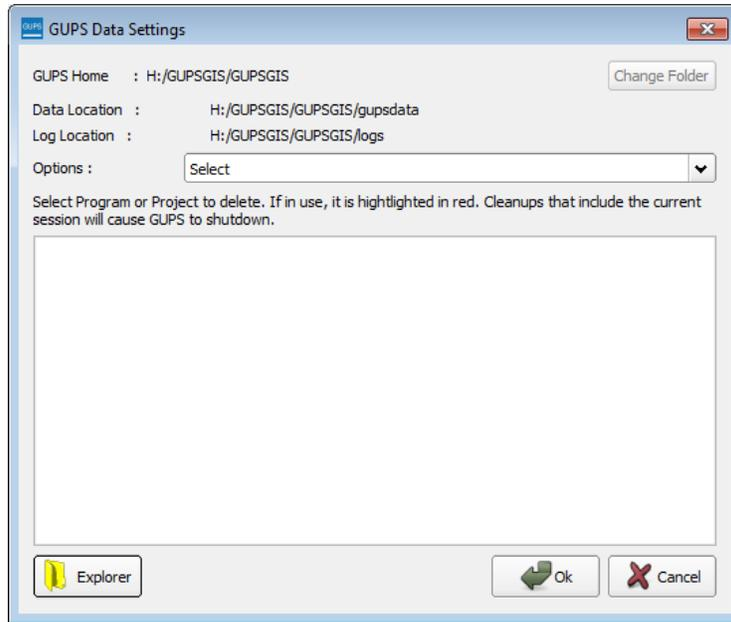 GUPS GUPS Data Settings
GUPS Home : H:/GUPSGIS/GUPSGIS Change Folder
Data Location : H:/GUPSGIS/GUPSGIS/gupsdata
Log Location : H:/GUPSGIS/GUPSGIS/logs
Options : Select
Select Program or Project to delete. If in use, it is hightlighted in red. Cleanups that include the current
session will cause GUPS to shutdown.
Explorer Ok Cancel